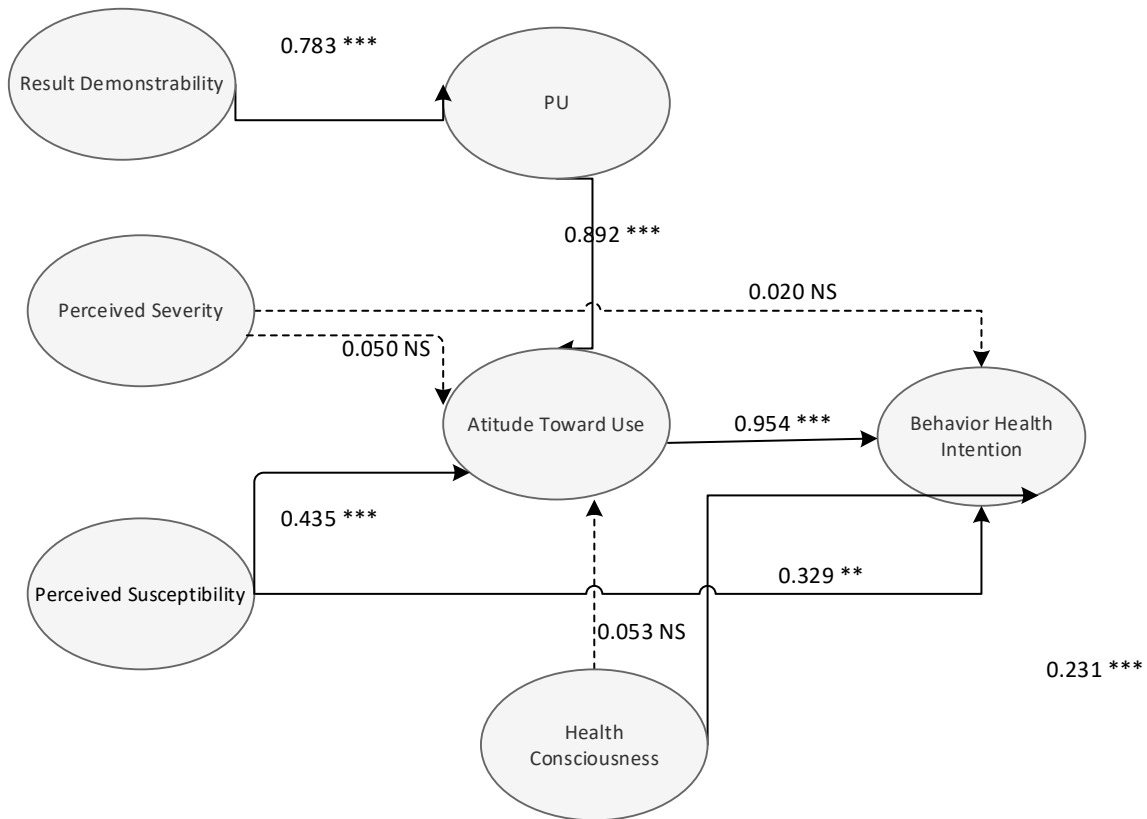 0.783 ***
Result Demonstrability
PU
0.892 ***
0.020 NS
Perceived Severity
0.050 NS
Atitude Toward Use
0.954 ***
Behavior Health
Intention
0.435 ***
Perceived Susceptibility
0.329 **
0.053 NS
0.231 ***
Health
Consciousness